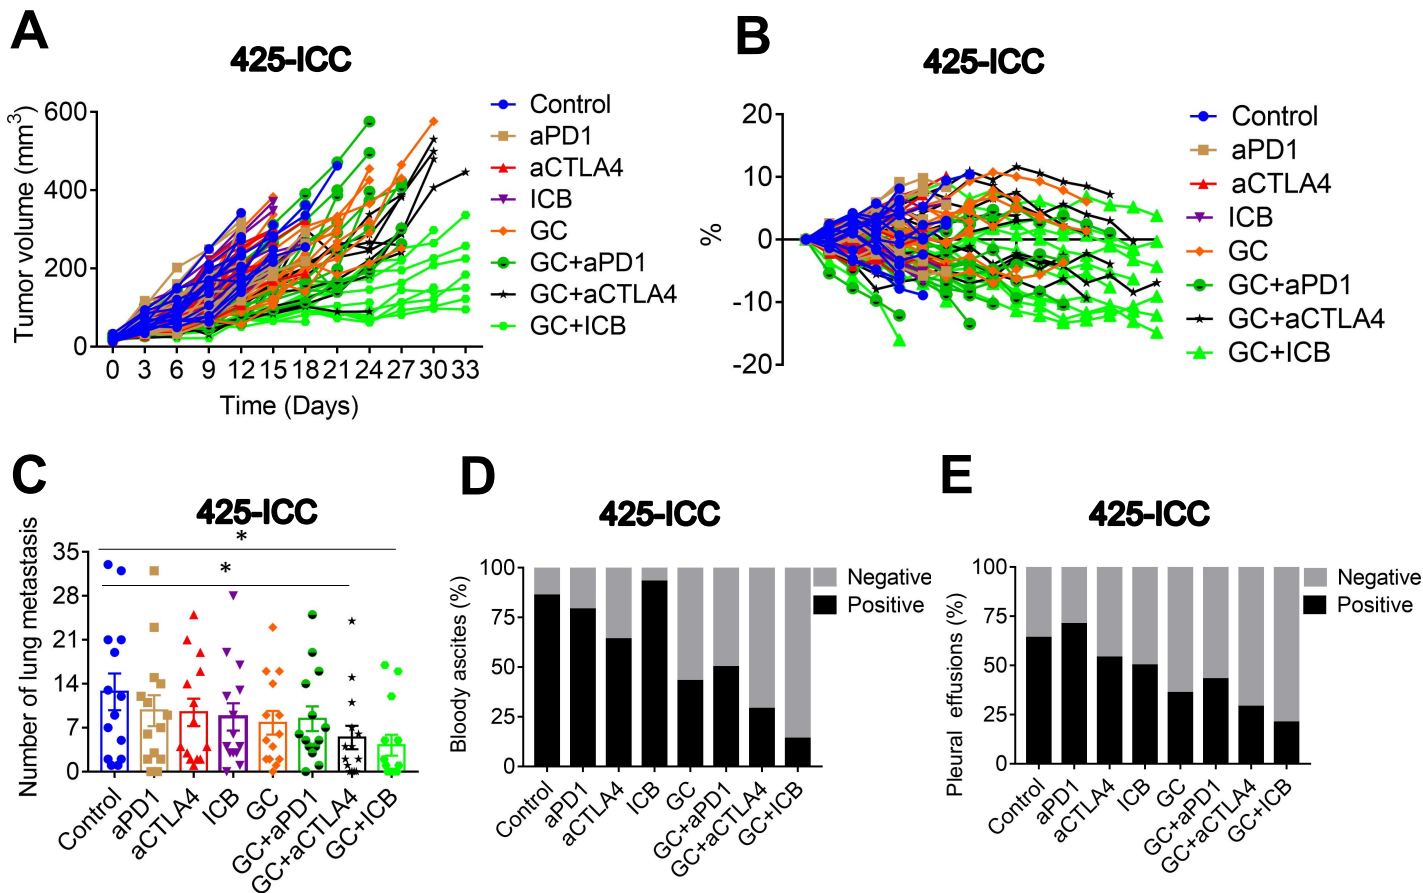 A
425-ICC
Tumor volume (mm3)
600
400
200
0
0 3 6 9 12 15 18 21 24 27 30 33
Time (Days)
Control
aPD1
aCTLA4
ICB
GC
GC+aPD1
GC+aCTLA4
GC+ICB
B
425-ICC
%
20
10
0
-10
-20
Control
aPD1
aCTLA4
ICB
GC
GC+aPD1
GC+aCTLA4
GC+ICB
C
425-ICC
*
*
Number of lung metastasis
35
28
21
14
7
0
Control
aPD1
aCTLA4
ICB
GC
GC+aPD1
GC+aCTLA4
GC+ICB
D
425-ICC
Bloody ascites (%)
100
75
50
25
0
Control
aPD1
aCTLA4
ICB
GC
GC+aPD1
GC+aCTLA4
GC+ICB
Negative
Positive
E
425-ICC
Pleural effusions (%)
100
75
50
25
0
Control
aPD1
aCTLA4
ICB
GC
GC+aPD1
GC+aCTLA4
GC+ICB
Negative
Positive